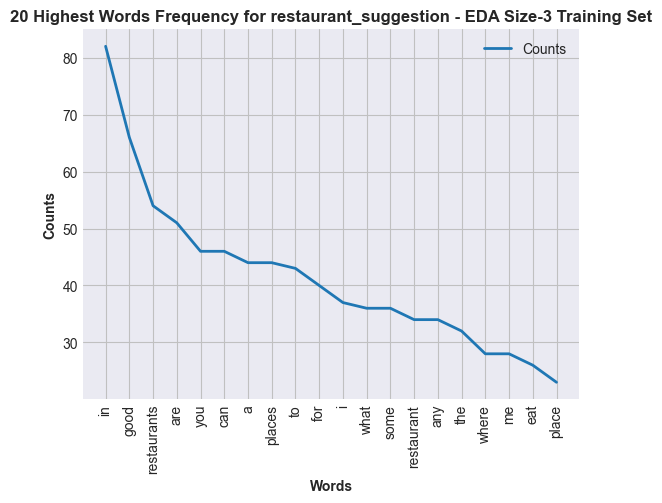 20 Highest Words Frequency for restaurant_suggestion - EDA Size-3 Training Set
Counts
80
70
60
50
40
30
Counts
in
good
restaurants
are
you
can
a
places
to
for
i
what
some
restaurant
any
the
where
me
eat
place
Words